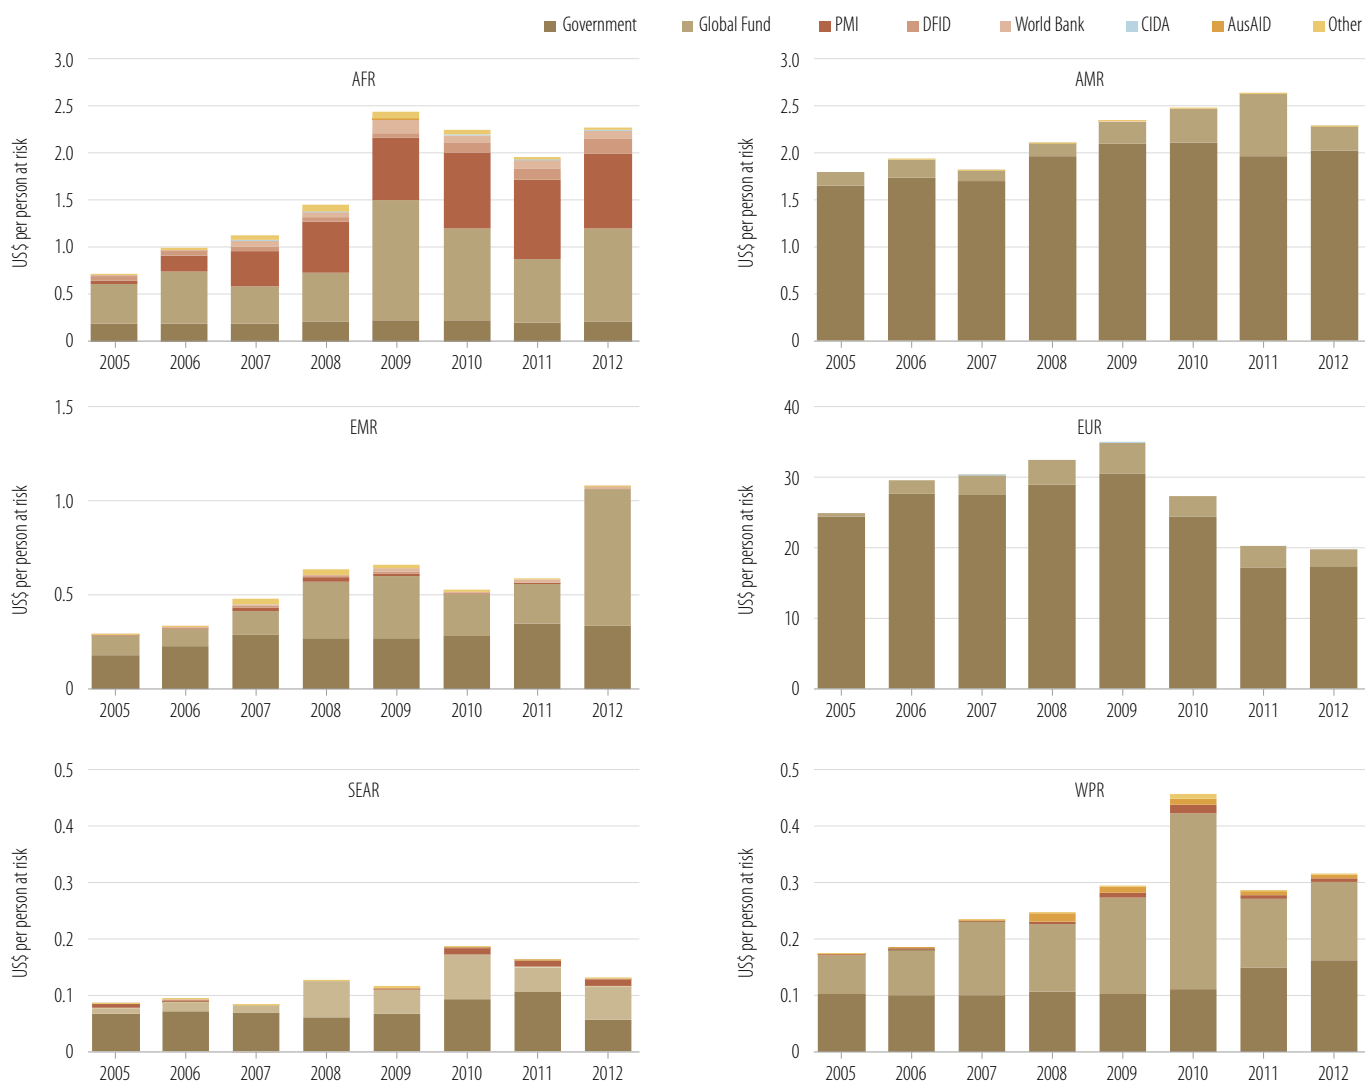 Government Global Fund PMI DFID World Bank CIDA AusAID Other
AFR
US$ per person at risk
3.0
2.5
2.0
1.5
1.0
0.5
0
2005 2006 2007 2008 2009 2010 2011 2012
AMR
US$ per person at risk
3.0
2.5
2.0
1.5
1.0
0.5
0
2005 2006 2007 2008 2009 2010 2011 2012
EMR
US$ per person at risk
1.5
1.0
0.5
0
2005 2006 2007 2008 2009 2010 2011 2012
EUR
US$ per person at risk
40
30
20
10
0
2005 2006 2007 2008 2009 2010 2011 2012
SEAR
US$ per person at risk
0.5
0.4
0.3
0.2
0.1
0
2005 2006 2007 2008 2009 2010 2011 2012
WPR
US$ per person at risk
0.5
0.4
0.3
0.2
0.1
0
2005 2006 2007 2008 2009 2010 2011 2012